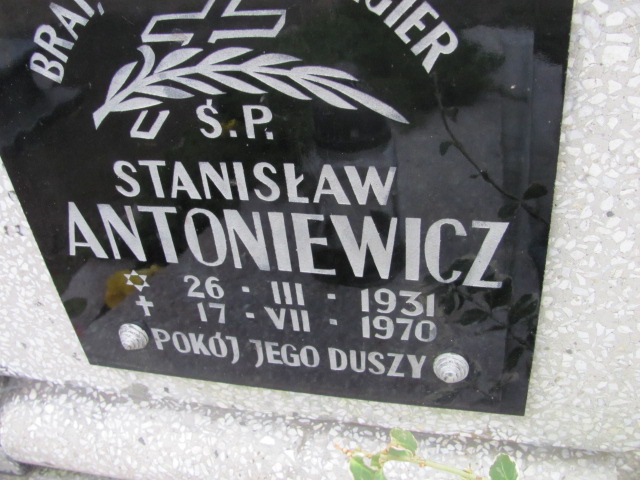 Ś.P.
STANISŁAW
ANTONIEWICZ
✡ 26 · III · 1931
✝ 17 · VII · 1970
POKÓJ JEGO DUSZY